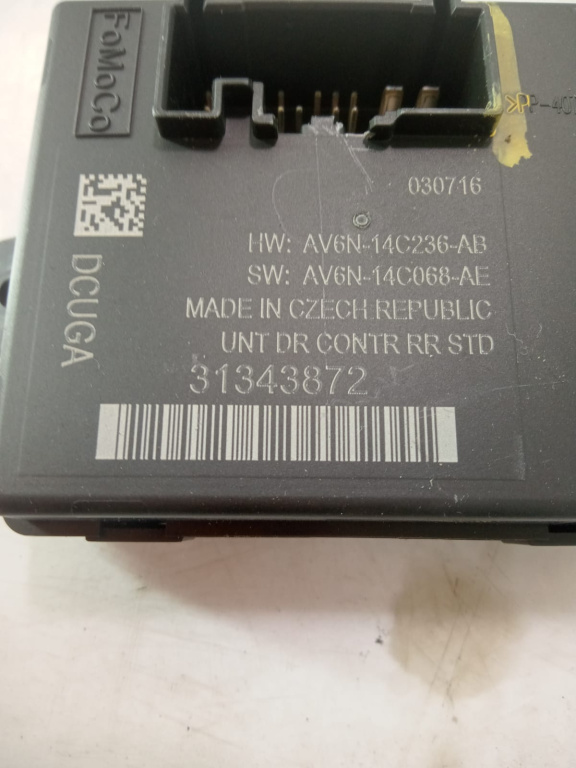 FoMoCo
030716
HW: AV6N-14C236-AB
SW: AV6N-14C068-AE
MADE IN CZECH REPUBLIC
UNT DR CONTR RR STD
31343872
DCUGA